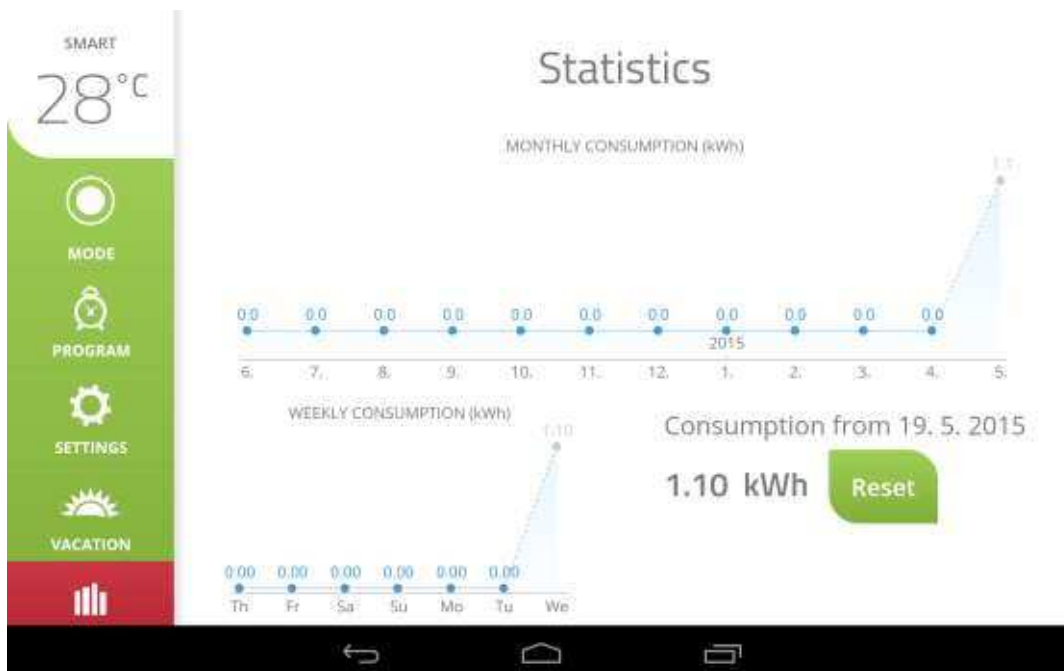 SMART
28°C
MODE
PROGRAM
SETTINGS
VACATION
Statistics
MONTHLY CONSUMPTION (kWh)
1.1
0.0 0.0 0.0 0.0 0.0 0.0 0.0 0.0 0.0 0.0 0.0
2015
6. 7. 8. 9. 10. 11. 12. 1. 2. 3. 4. 5.
WEEKLY CONSUMPTION (kWh)
1.10
0.00 0.00 0.00 0.00 0.00 0.00
Th Fr Sa Su Mo Tu We
Consumption from 19. 5. 2015
1.10 kWh
Reset